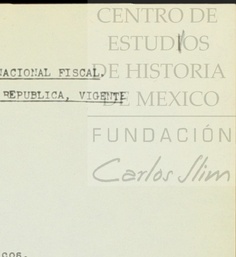 CENTRO DE
ESTUDIOS
NACIONAL FISCAL.
DE HISTORIA
REPUBLICA, VIGENTE
DE MEXICO
FUNDACIÓN
Carlos Slim